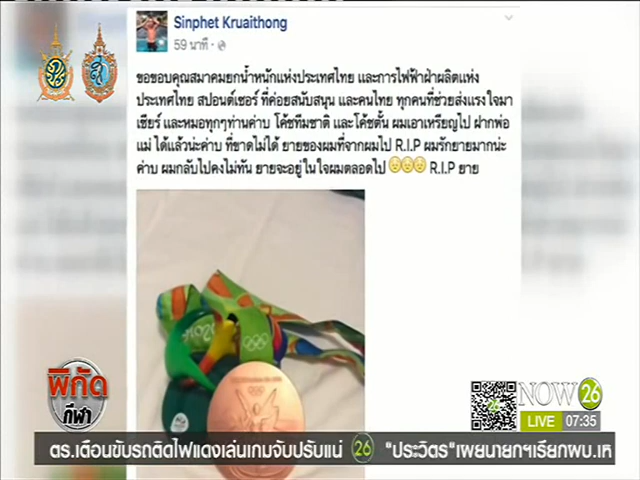 Sinphet Kruaithong
59 นาที ·
ขอขอบคุณสมาคมยกน้ำหนักแห่งประเทศไทย และการไฟฟ้าฝ่าผลิตแห่ง
ประเทศไทย สปอนต์เซอร์ ที่ค่อยสนับสนุน และคนไทย ทุกคนที่ช่วยส่งแรงใจมา
เชียร์ และหมอทุกๆท่านค่าบ โค้ชทีมชาติ และโค้ชตั้น ผมเอาเหรียญไป ฝากพ่อ
แม่ ได้แล้วน่ะค่าบ ที่ขาดไม่ได้ ยายของผมที่จากผมไป R.I.P ผมรักยายมากน่ะ
ค่าบ ผมกลับไปคงไม่ทัน ยายจะอยู่ในใจผมตลอดไป 😔😔😔 R.I.P ยาย
พิกัด
กีฬา
NOW 26
LIVE 07:35
ตร.เตือนขับรถติดไฟแดงเล่นเกมจับปรับแน่ 26 "ประวิตร"เผยนายกฯเรียกผบ.เห